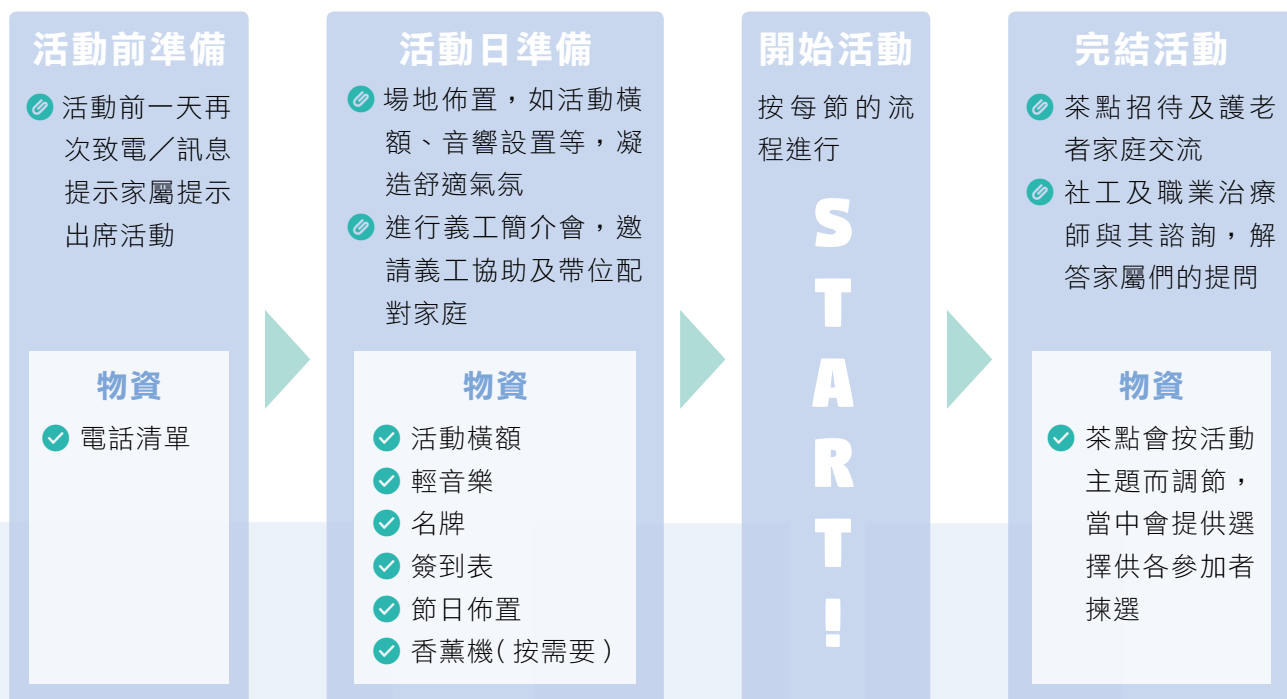 活動前準備
活動前一天再
次致電／訊息
提示家屬提示
出席活動
物資
電話清單
活動日準備
場地佈置，如活動橫
額、音響設置等，凝
造舒適氣氛
進行義工簡介會，邀
請義工協助及帶位配
對家庭
物資
活動橫額
輕音樂
名牌
簽到表
節日佈置
香薰機（按需要）
開始活動
按每節的流
程進行
S
T
A
R
T
!
完結活動
茶點招待及護老
者家庭交流
社工及職業治療
師與其諮詢，解
答家屬們的提問
物資
茶點會按活動
主題而調節，
當中會提供選
擇供各參加者
揀選